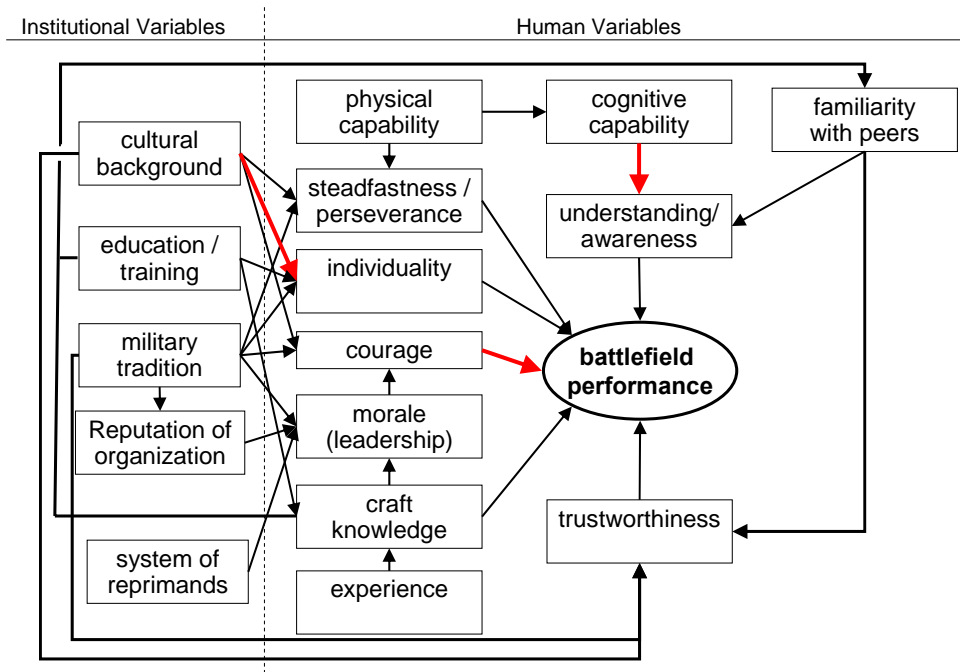 Institutional Variables
Human Variables
physical
capability
cognitive
capability
familiarity
with peers
cultural
background
steadfastness /
perseverance
understanding/
awareness
education /
training
individuality
military
tradition
courage
battlefield
performance
Reputation of
organization
morale
(leadership)
craft
knowledge
trustworthiness
system of
reprimands
experience